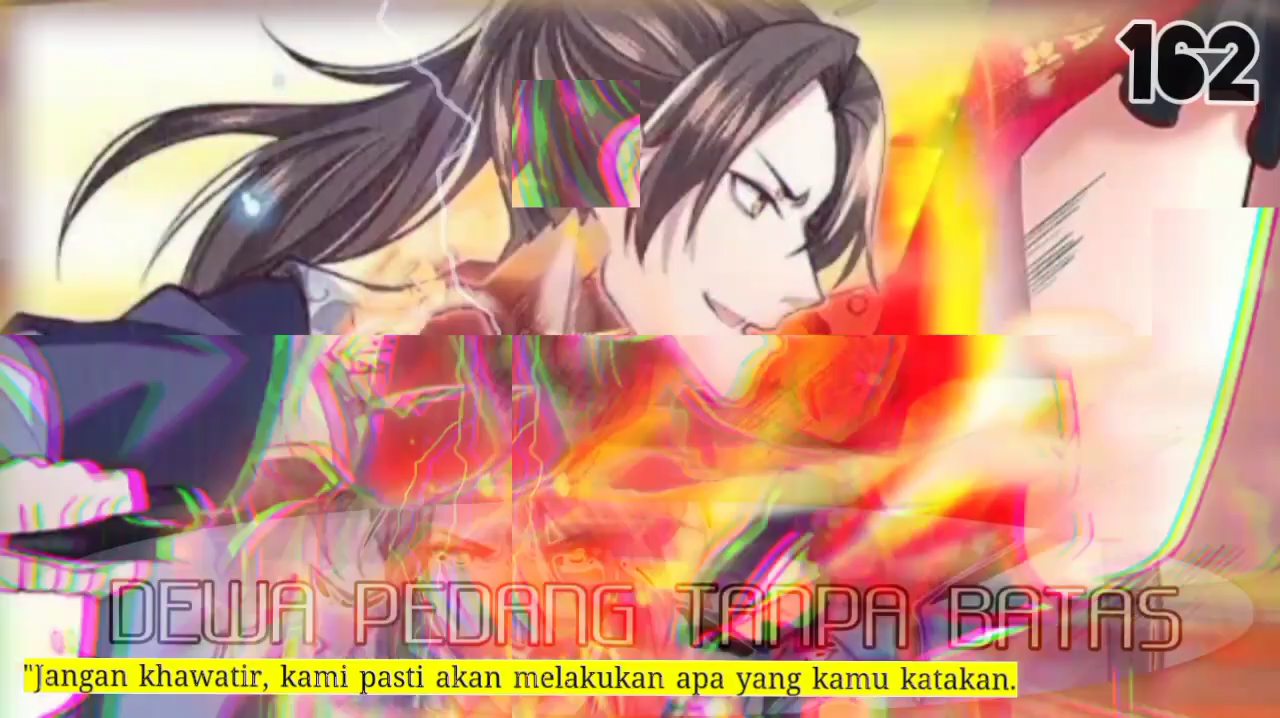 162
DEWA PEDANG TANPA BATAS
"Jangan khawatir, kami pasti akan melakukan apa yang kamu katakan.